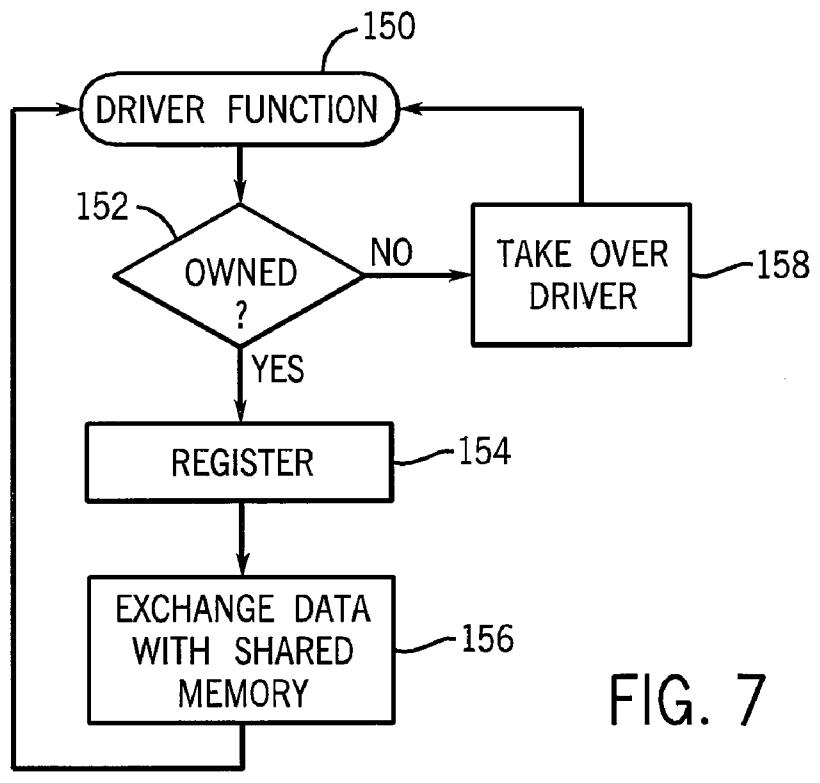 150
DRIVER FUNCTION
152
OWNED
?
NO
TAKE OVER
DRIVER
158
YES
REGISTER
154
EXCHANGE DATA
WITH SHARED
MEMORY
156
FIG. 7